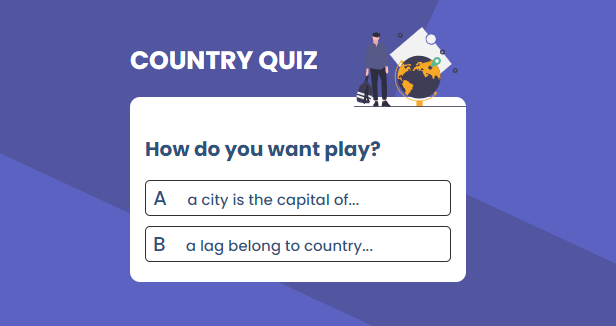 COUNTRY QUIZ
How do you want play?
A a city is the capital of...
B a lag belong to country...